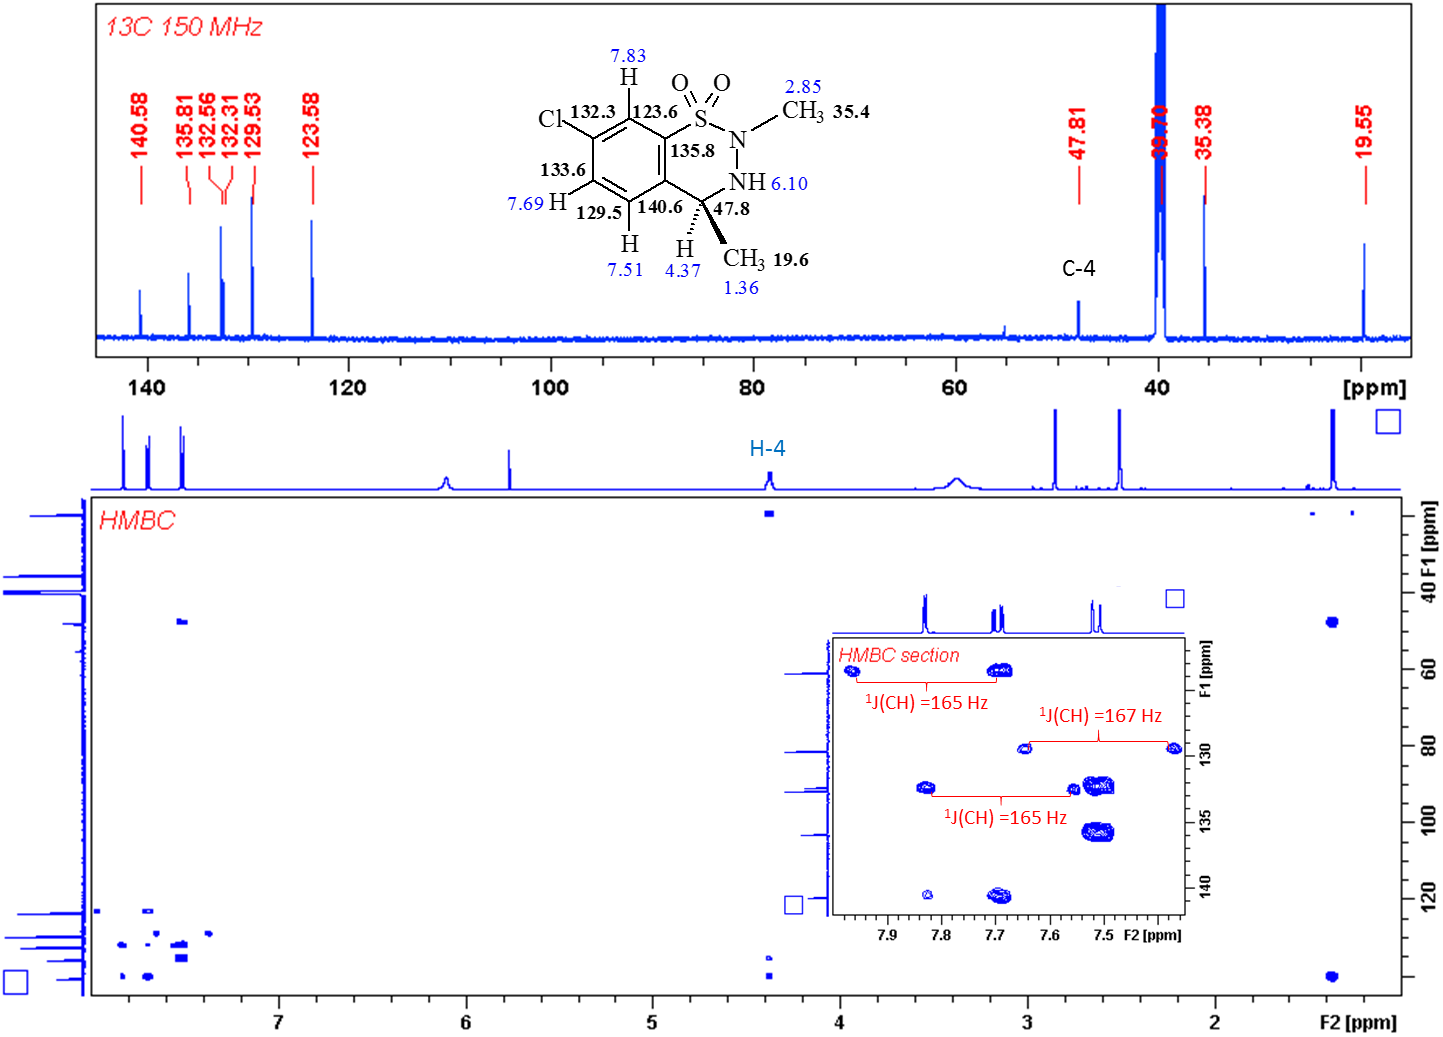 13C 150 MHz
140.58
135.81
132.56
132.31
129.53
123.58
47.81
39.70
35.38
19.55
7.83
H
O O
2.85
Cl 132.3 123.6 S CH3 35.4
N
135.8
133.6 NH 6.10
7.69 H 129.5 140.6 47.8
H H CH3 19.6
7.51 4.37 1.36
C-4
140 120 100 80 60 40 [ppm]
H-4
HMBC
F1 [ppm]
40
60
80
100
120
HMBC section
F1 [ppm]
1J(CH) =165 Hz
1J(CH) =167 Hz
130
1J(CH) =165 Hz
135
140
7.9 7.8 7.7 7.6 7.5 F2 [ppm]
7 6 5 4 3 2 F2 [ppm]